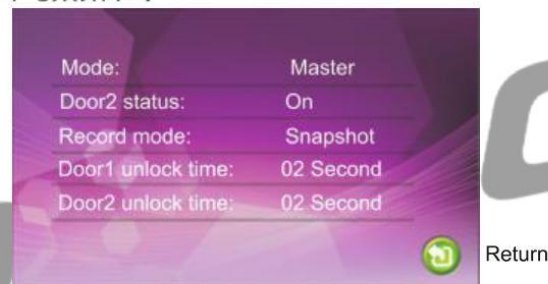 Mode: Master
Door2 status: On
Record mode: Snapshot
Door1 unlock time: 02 Second
Door2 unlock time: 02 Second
Return